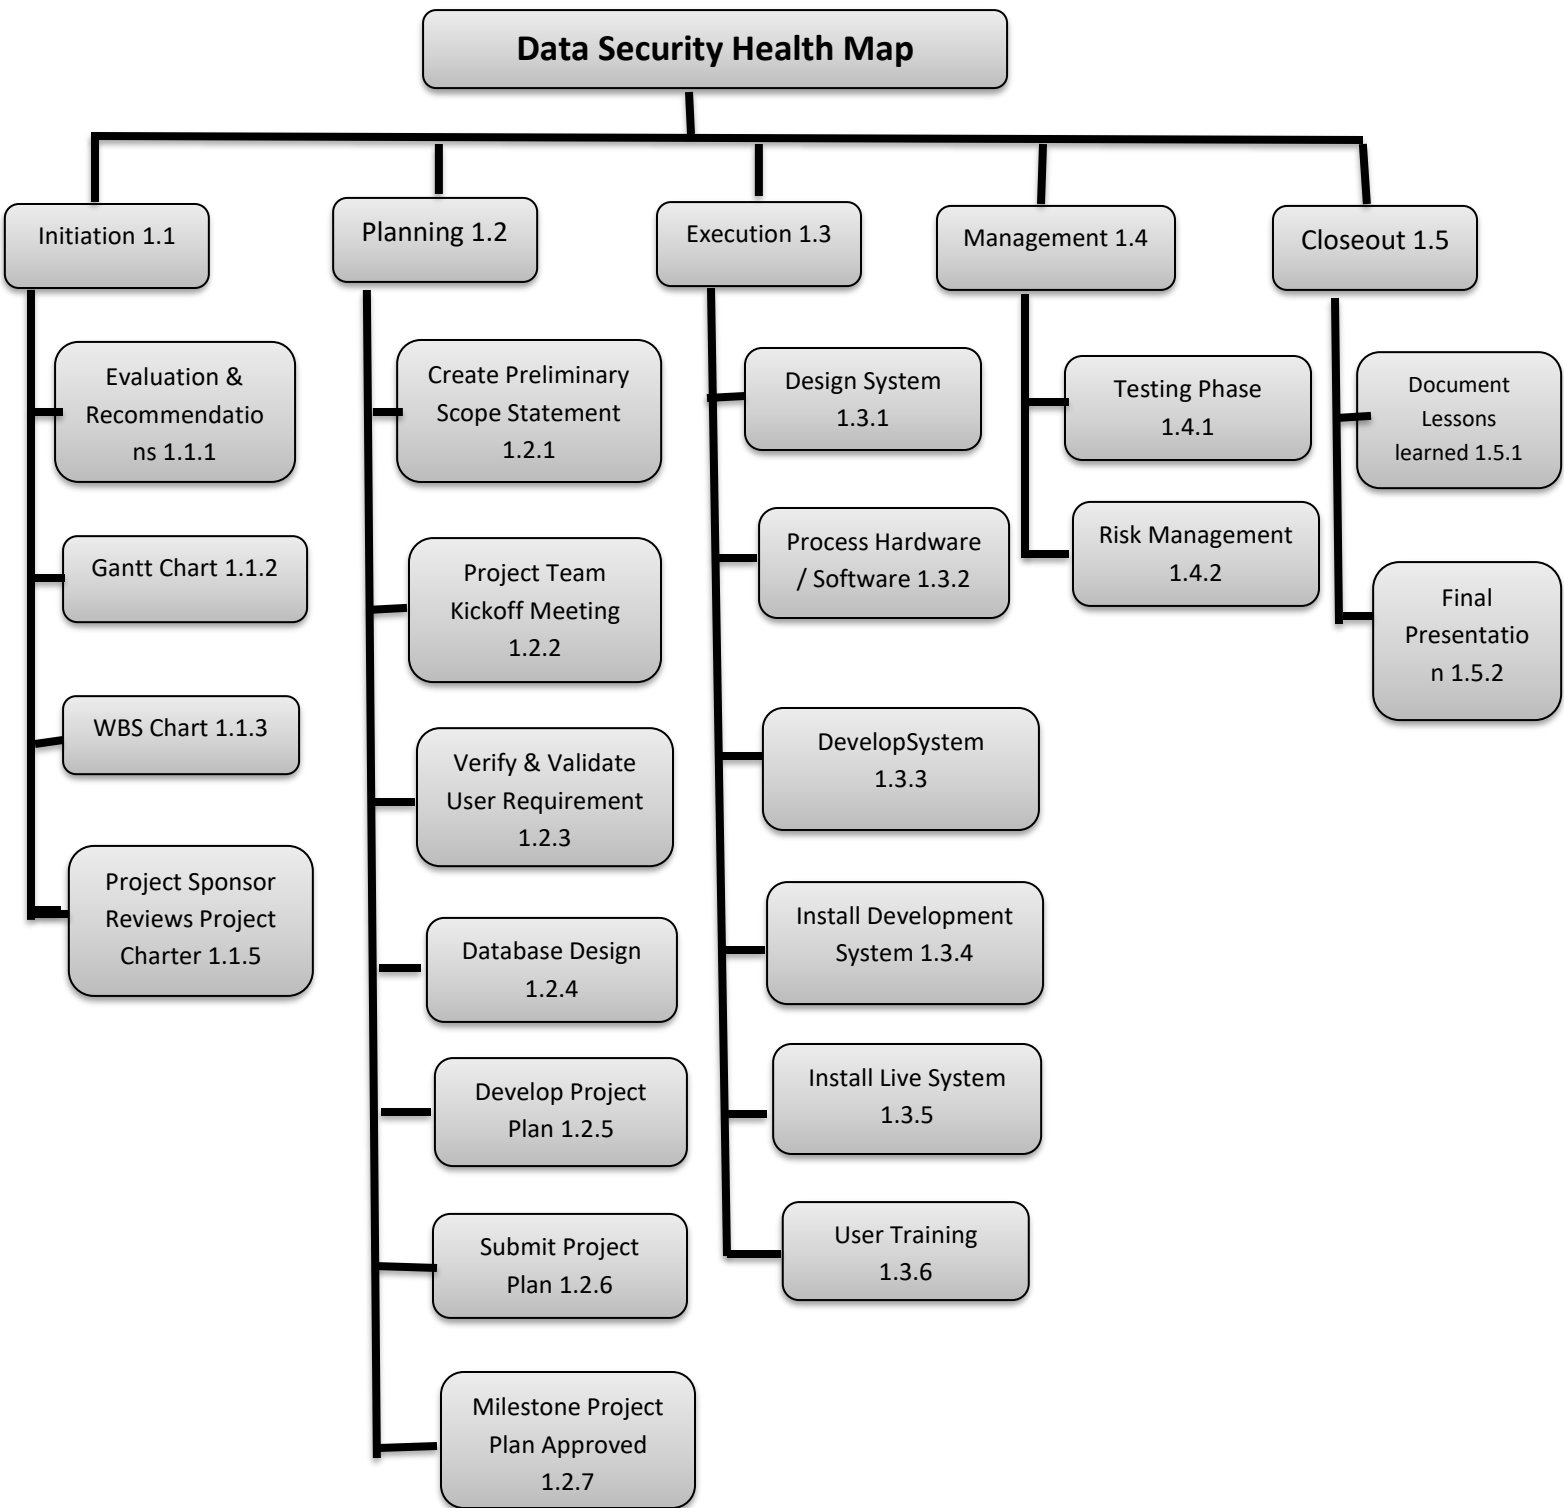 Data Security Health Map
Initiation 1.1
Planning 1.2
Execution 1.3
Management 1.4
Closeout 1.5
Evaluation &
Recommendatio
ns 1.1.1
Gantt Chart 1.1.2
WBS Chart 1.1.3
Project Sponsor
Reviews Project
Charter 1.1.5
Create Preliminary
Scope Statement
1.2.1
Project Team
Kickoff Meeting
1.2.2
Verify & Validate
User Requirement
1.2.3
Database Design
1.2.4
Develop Project
Plan 1.2.5
Submit Project
Plan 1.2.6
Milestone Project
Plan Approved
1.2.7
Design System
1.3.1
Process Hardware
/ Software 1.3.2
DevelopSystem
1.3.3
Install Development
System 1.3.4
Install Live System
1.3.5
User Training
1.3.6
Testing Phase
1.4.1
Risk Management
1.4.2
Document
Lessons
learned 1.5.1
Final
Presentatio
n 1.5.2